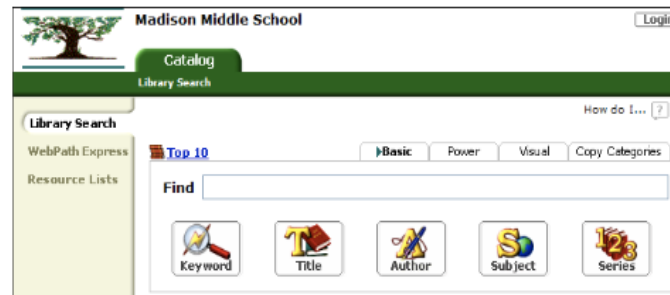 Madison Middle School
Login
Catalog
Library Search
How do I... ?
Library Search
WebPath Express
Resource Lists
Top 10
Basic
Power
Visual
Copy Categories
Find
Keyword
Title
Author
Subject
Series